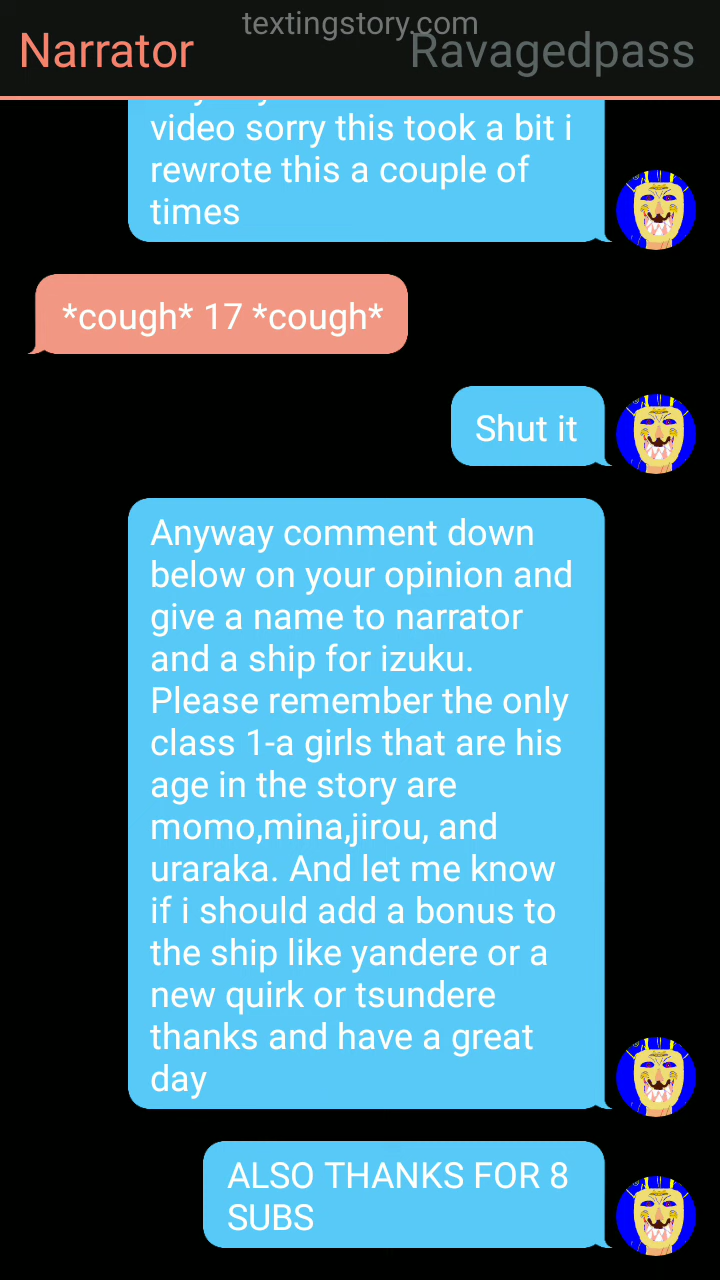 textingstory.com
Narrator
Ravagedpass
video sorry this took a bit i
rewrote this a couple of
times
*cough* 17 *cough*
Shut it
Anyway comment down
below on your opinion and
give a name to narrator
and a ship for izuku.
Please remember the only
class 1-a girls that are his
age in the story are
momo,mina,jirou, and
uraraka. And let me know
if i should add a bonus to
the ship like yandere or a
new quirk or tsundere
thanks and have a great
day
ALSO THANKS FOR 8
SUBS